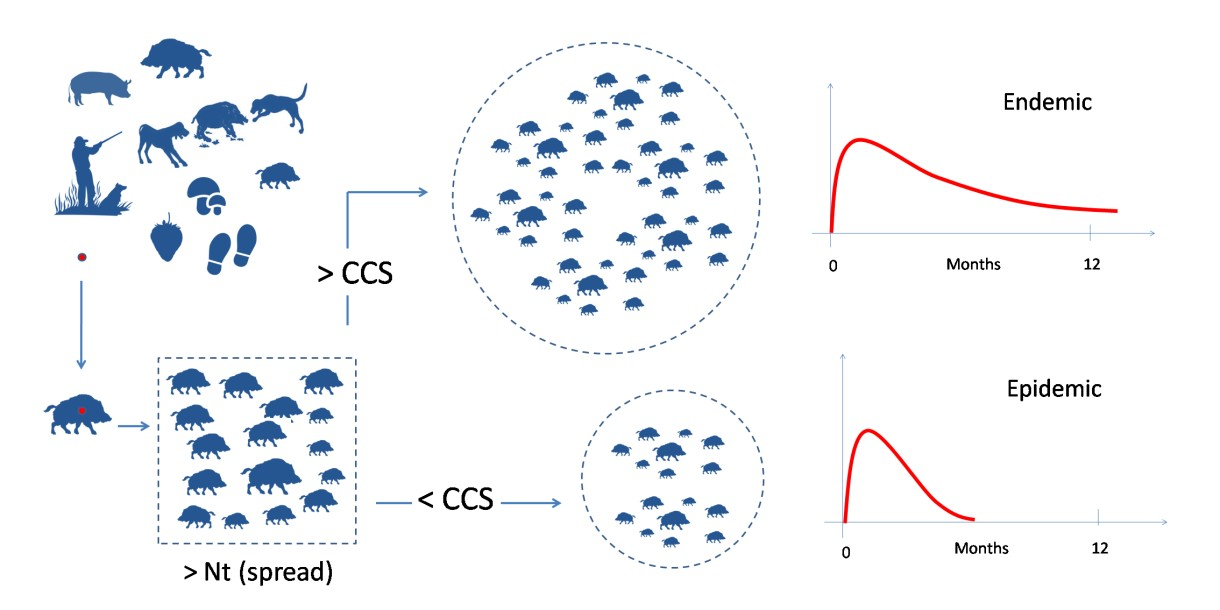 Endemic
> CCS
0
Months
12
Epidemic
< CCS
0
Months
12
> Nt (spread)